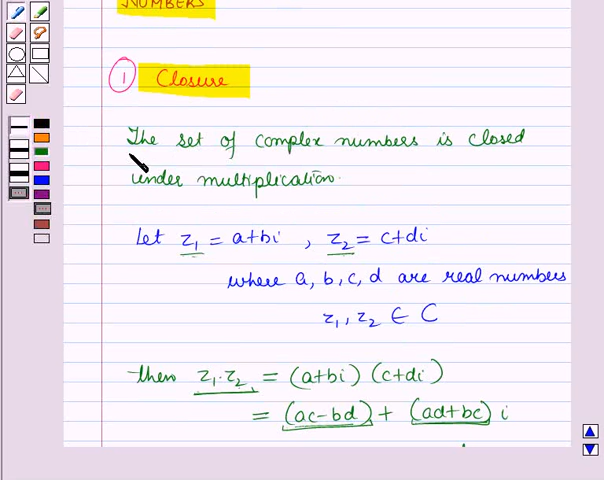 NUMBERS
1 Closure
The set of complex numbers is closed
under multiplication.
Let z₁ = a+bi , z₂ = c+di
where a, b, c, d are real numbers
z₁, z₂ ∈ C
then z₁.z₂ = (a+bi) (c+di)
= (ac-bd) + (ad+bc) i